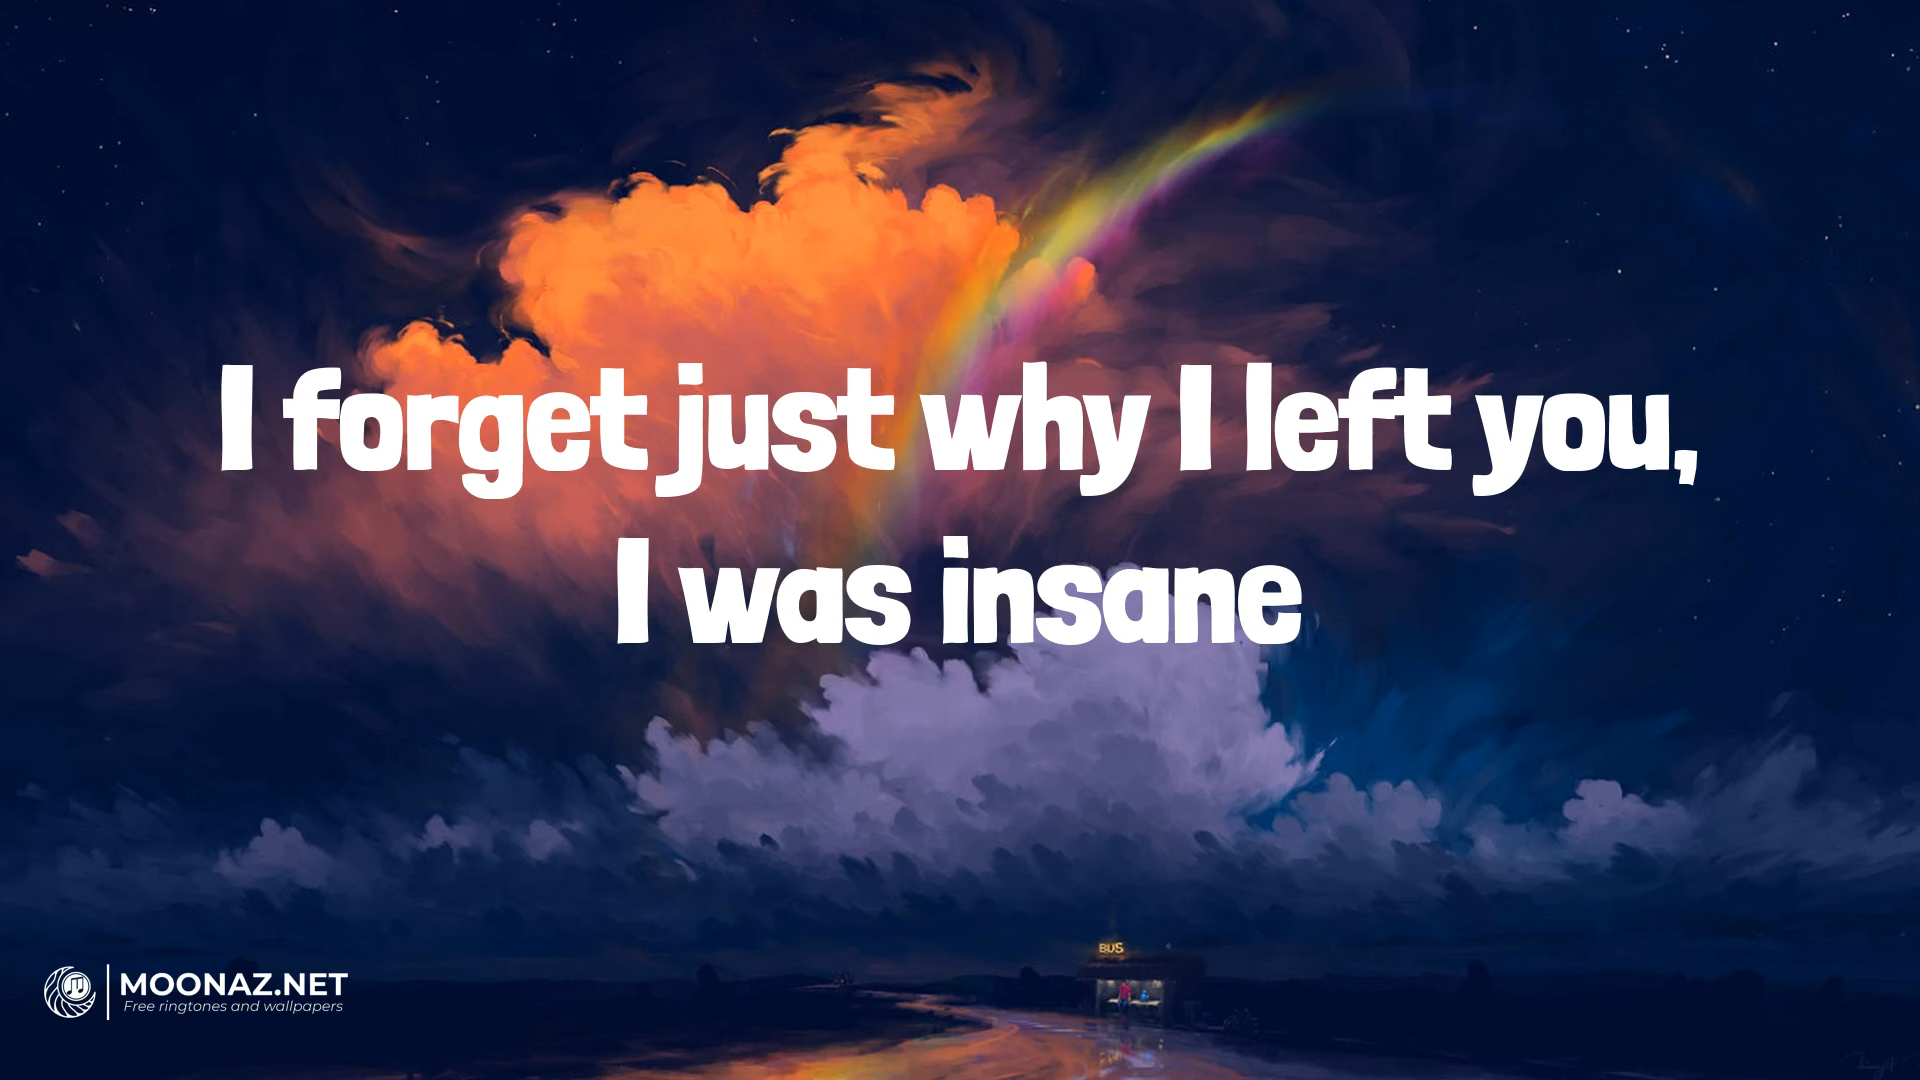 I forget just why I left you,
I was insane
BUS
MOONAZ.NET
Free ringtones and wallpapers